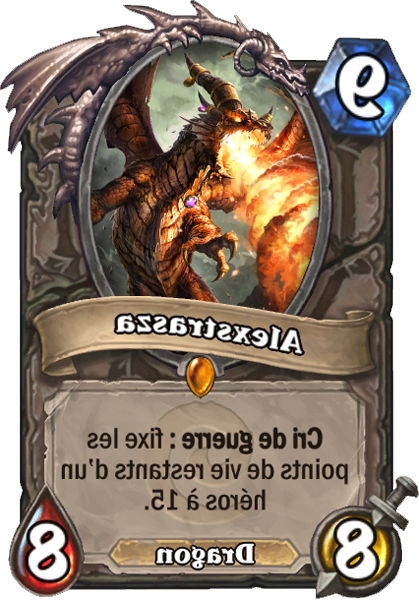 9
Alexstrasza
Cri de guerre : fixe les
points de vie restants d'un
héros à 15.
8
Dragon
8